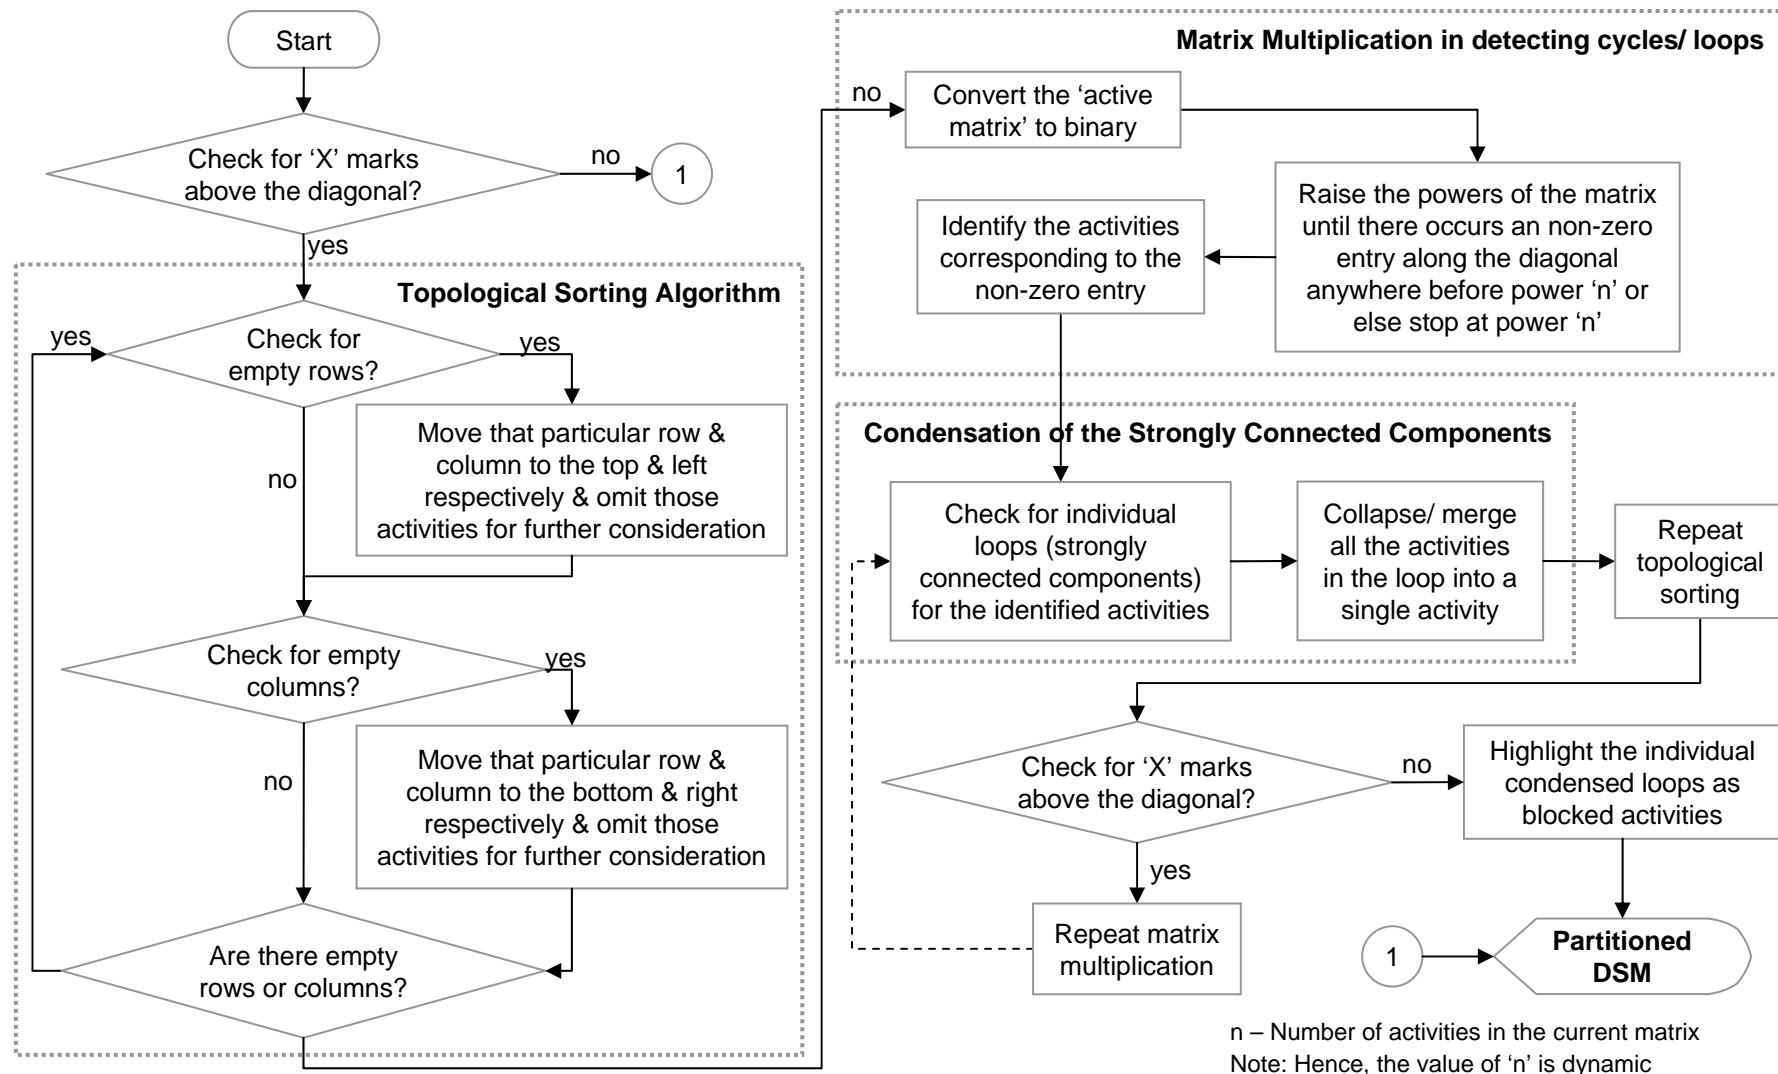 Start
Check for ‘X’ marks
above the diagonal?
no
1
yes
Topological Sorting Algorithm
yes
Check for
empty rows?
yes
no
Move that particular row &
column to the top & left
respectively & omit those
activities for further consideration
Check for empty
columns?
yes
no
Move that particular row &
column to the bottom & right
respectively & omit those
activities for further consideration
Are there empty
rows or columns?
Matrix Multiplication in detecting cycles/ loops
no
Convert the ‘active
matrix’ to binary
Raise the powers of the matrix
until there occurs an non-zero
entry along the diagonal
anywhere before power ‘n’ or
else stop at power ‘n’
Identify the activities
corresponding to the
non-zero entry
Condensation of the Strongly Connected Components
Check for individual
loops (strongly
connected components)
for the identified activities
Collapse/ merge
all the activities
in the loop into a
single activity
Repeat
topological
sorting
Check for ‘X’ marks
above the diagonal?
no
Highlight the individual
condensed loops as
blocked activities
yes
Repeat matrix
multiplication
1
Partitioned
DSM
n – Number of activities in the current matrix
Note: Hence, the value of ‘n’ is dynamic